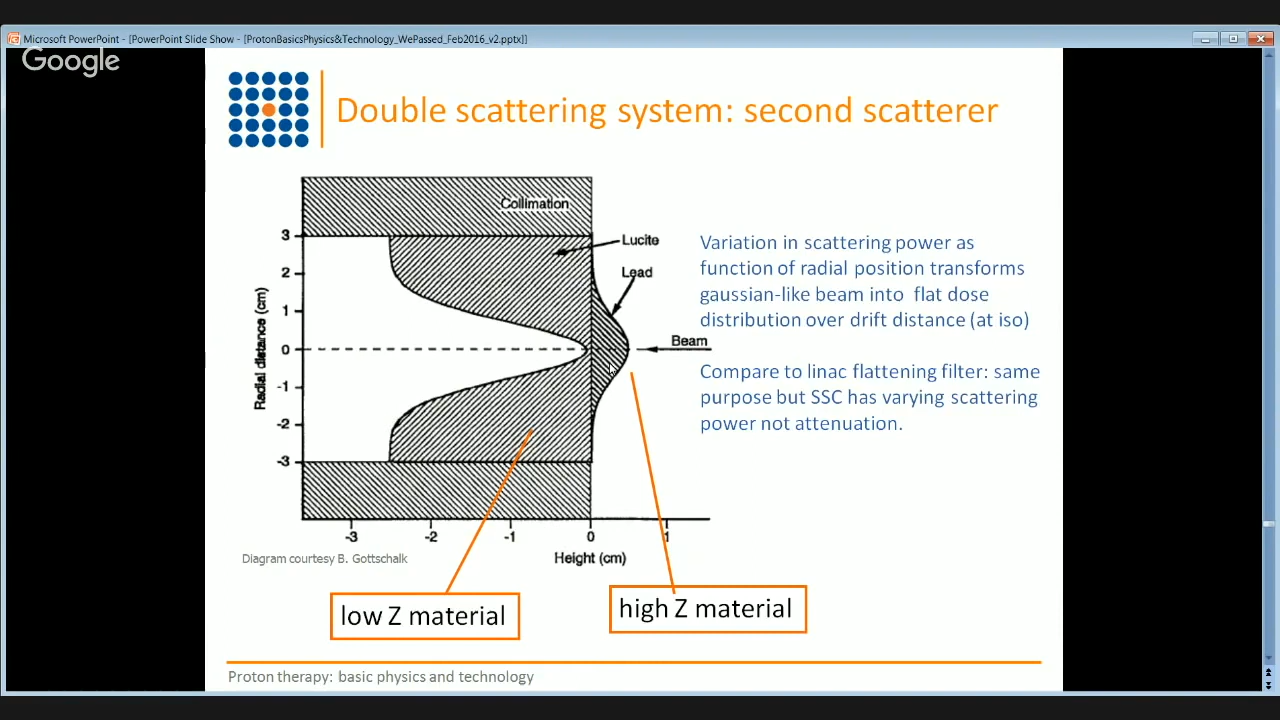 Microsoft PowerPoint - [PowerPoint Slide Show - [ProtonBasicsPhysics&Technology_WePassed_Feb2016_v2.pptx]]
Google
Double scattering system: second scatterer
Collimation
Lucite
Lead
Beam
3
2
1
0
-1
-2
-3
Radial distance (cm)
-3
-2
-1
0
1
Height (cm)
Diagram courtesy B. Gottschalk
Variation in scattering power as
function of radial position transforms
gaussian-like beam into flat dose
distribution over drift distance (at iso)
Compare to linac flattening filter: same
purpose but SSC has varying scattering
power not attenuation.
low Z material
high Z material
Proton therapy: basic physics and technology